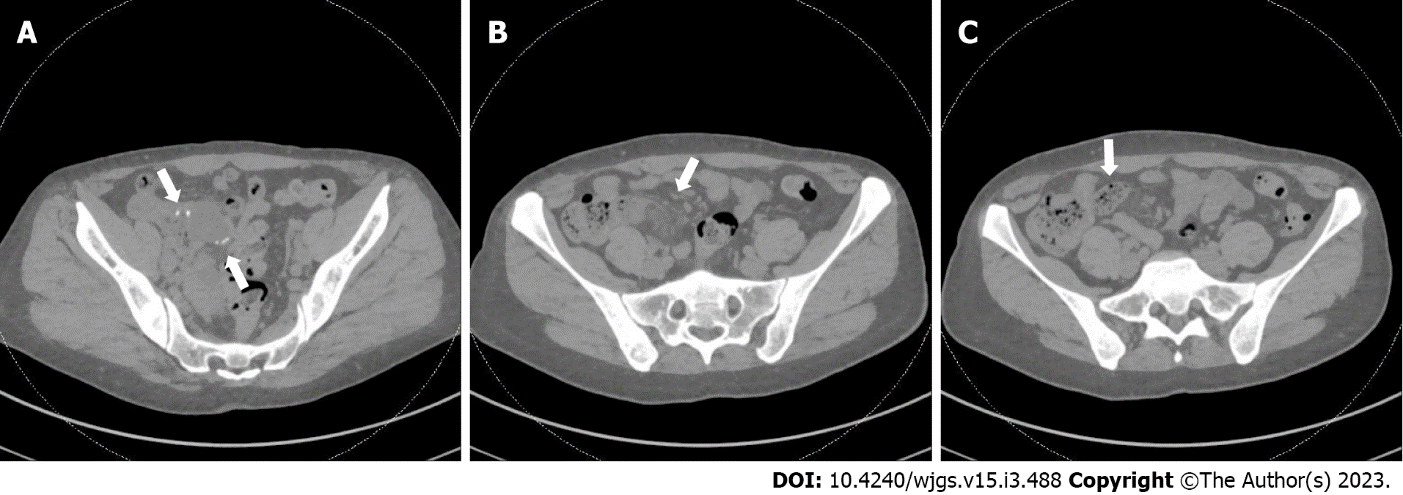 A
B
C
DOI: 10.4240/wjgs.v15.i3.488 Copyright ©The Author(s) 2023.